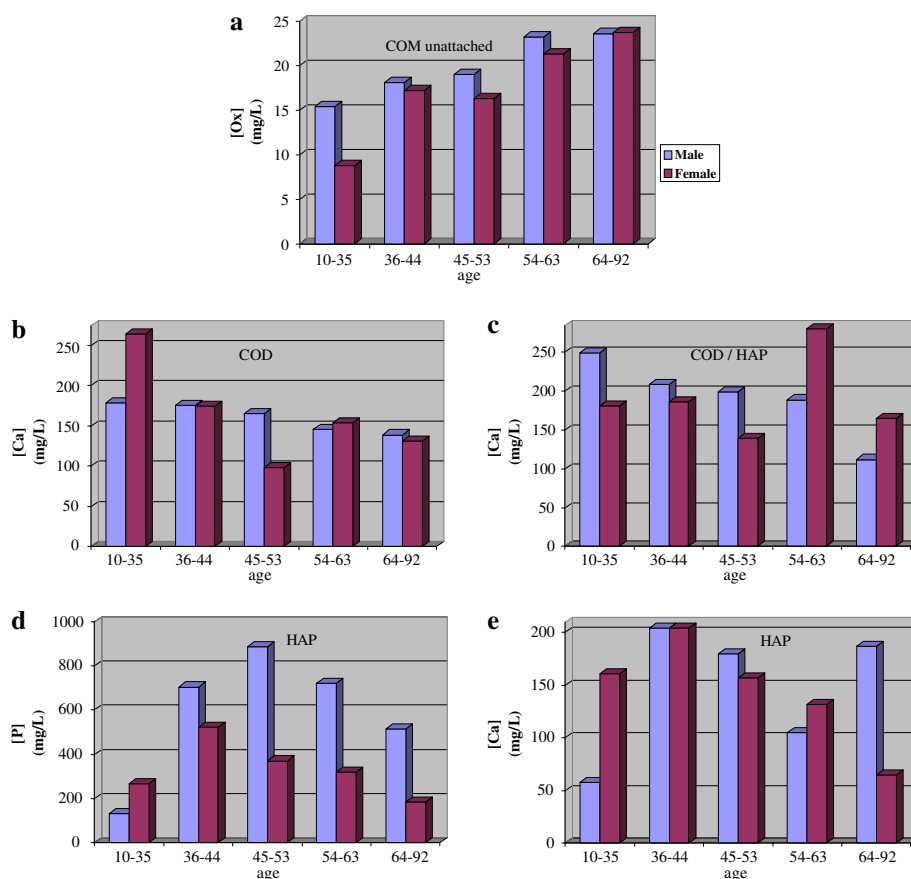 a
COM unattached
25
20
15
10
5
0
[Ox]
(mg/L)
10-35 36-44 45-53 54-63 64-92
age
Male
Female
b
COD
250
200
150
100
50
0
[Ca]
(mg/L)
10-35 36-44 45-53 54-63 64-92
age
c
COD / HAP
250
200
150
100
50
0
[Ca]
(mg/L)
10-35 36-44 45-53 54-63 64-92
age
d
HAP
1000
800
600
400
200
0
[P]
(mg/L)
10-35 36-44 45-53 54-63 64-92
age
e
HAP
200
150
100
50
0
[Ca]
(mg/L)
10-35 36-44 45-53 54-63 64-92
age